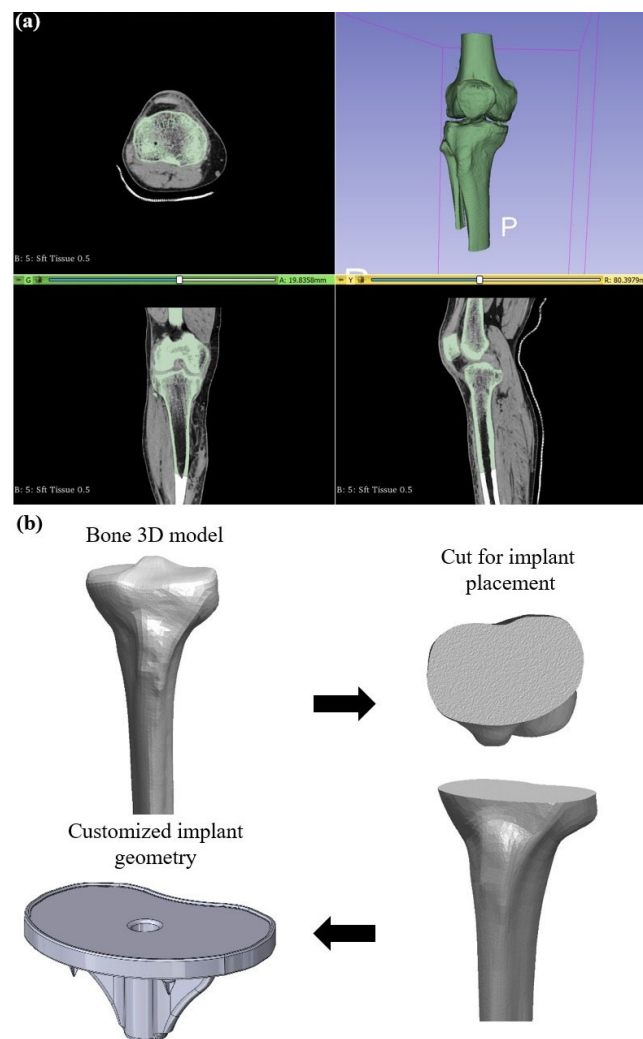 (a)
P
B: 5: Sft Tissue 0.5
G
A: 19.8358mm
Y
R: 80.3979m
B: 5: Sft Tissue 0.5
B: 5: Sft Tissue 0.5
(b)
Bone 3D model
Cut for implant
placement
Customized implant
geometry